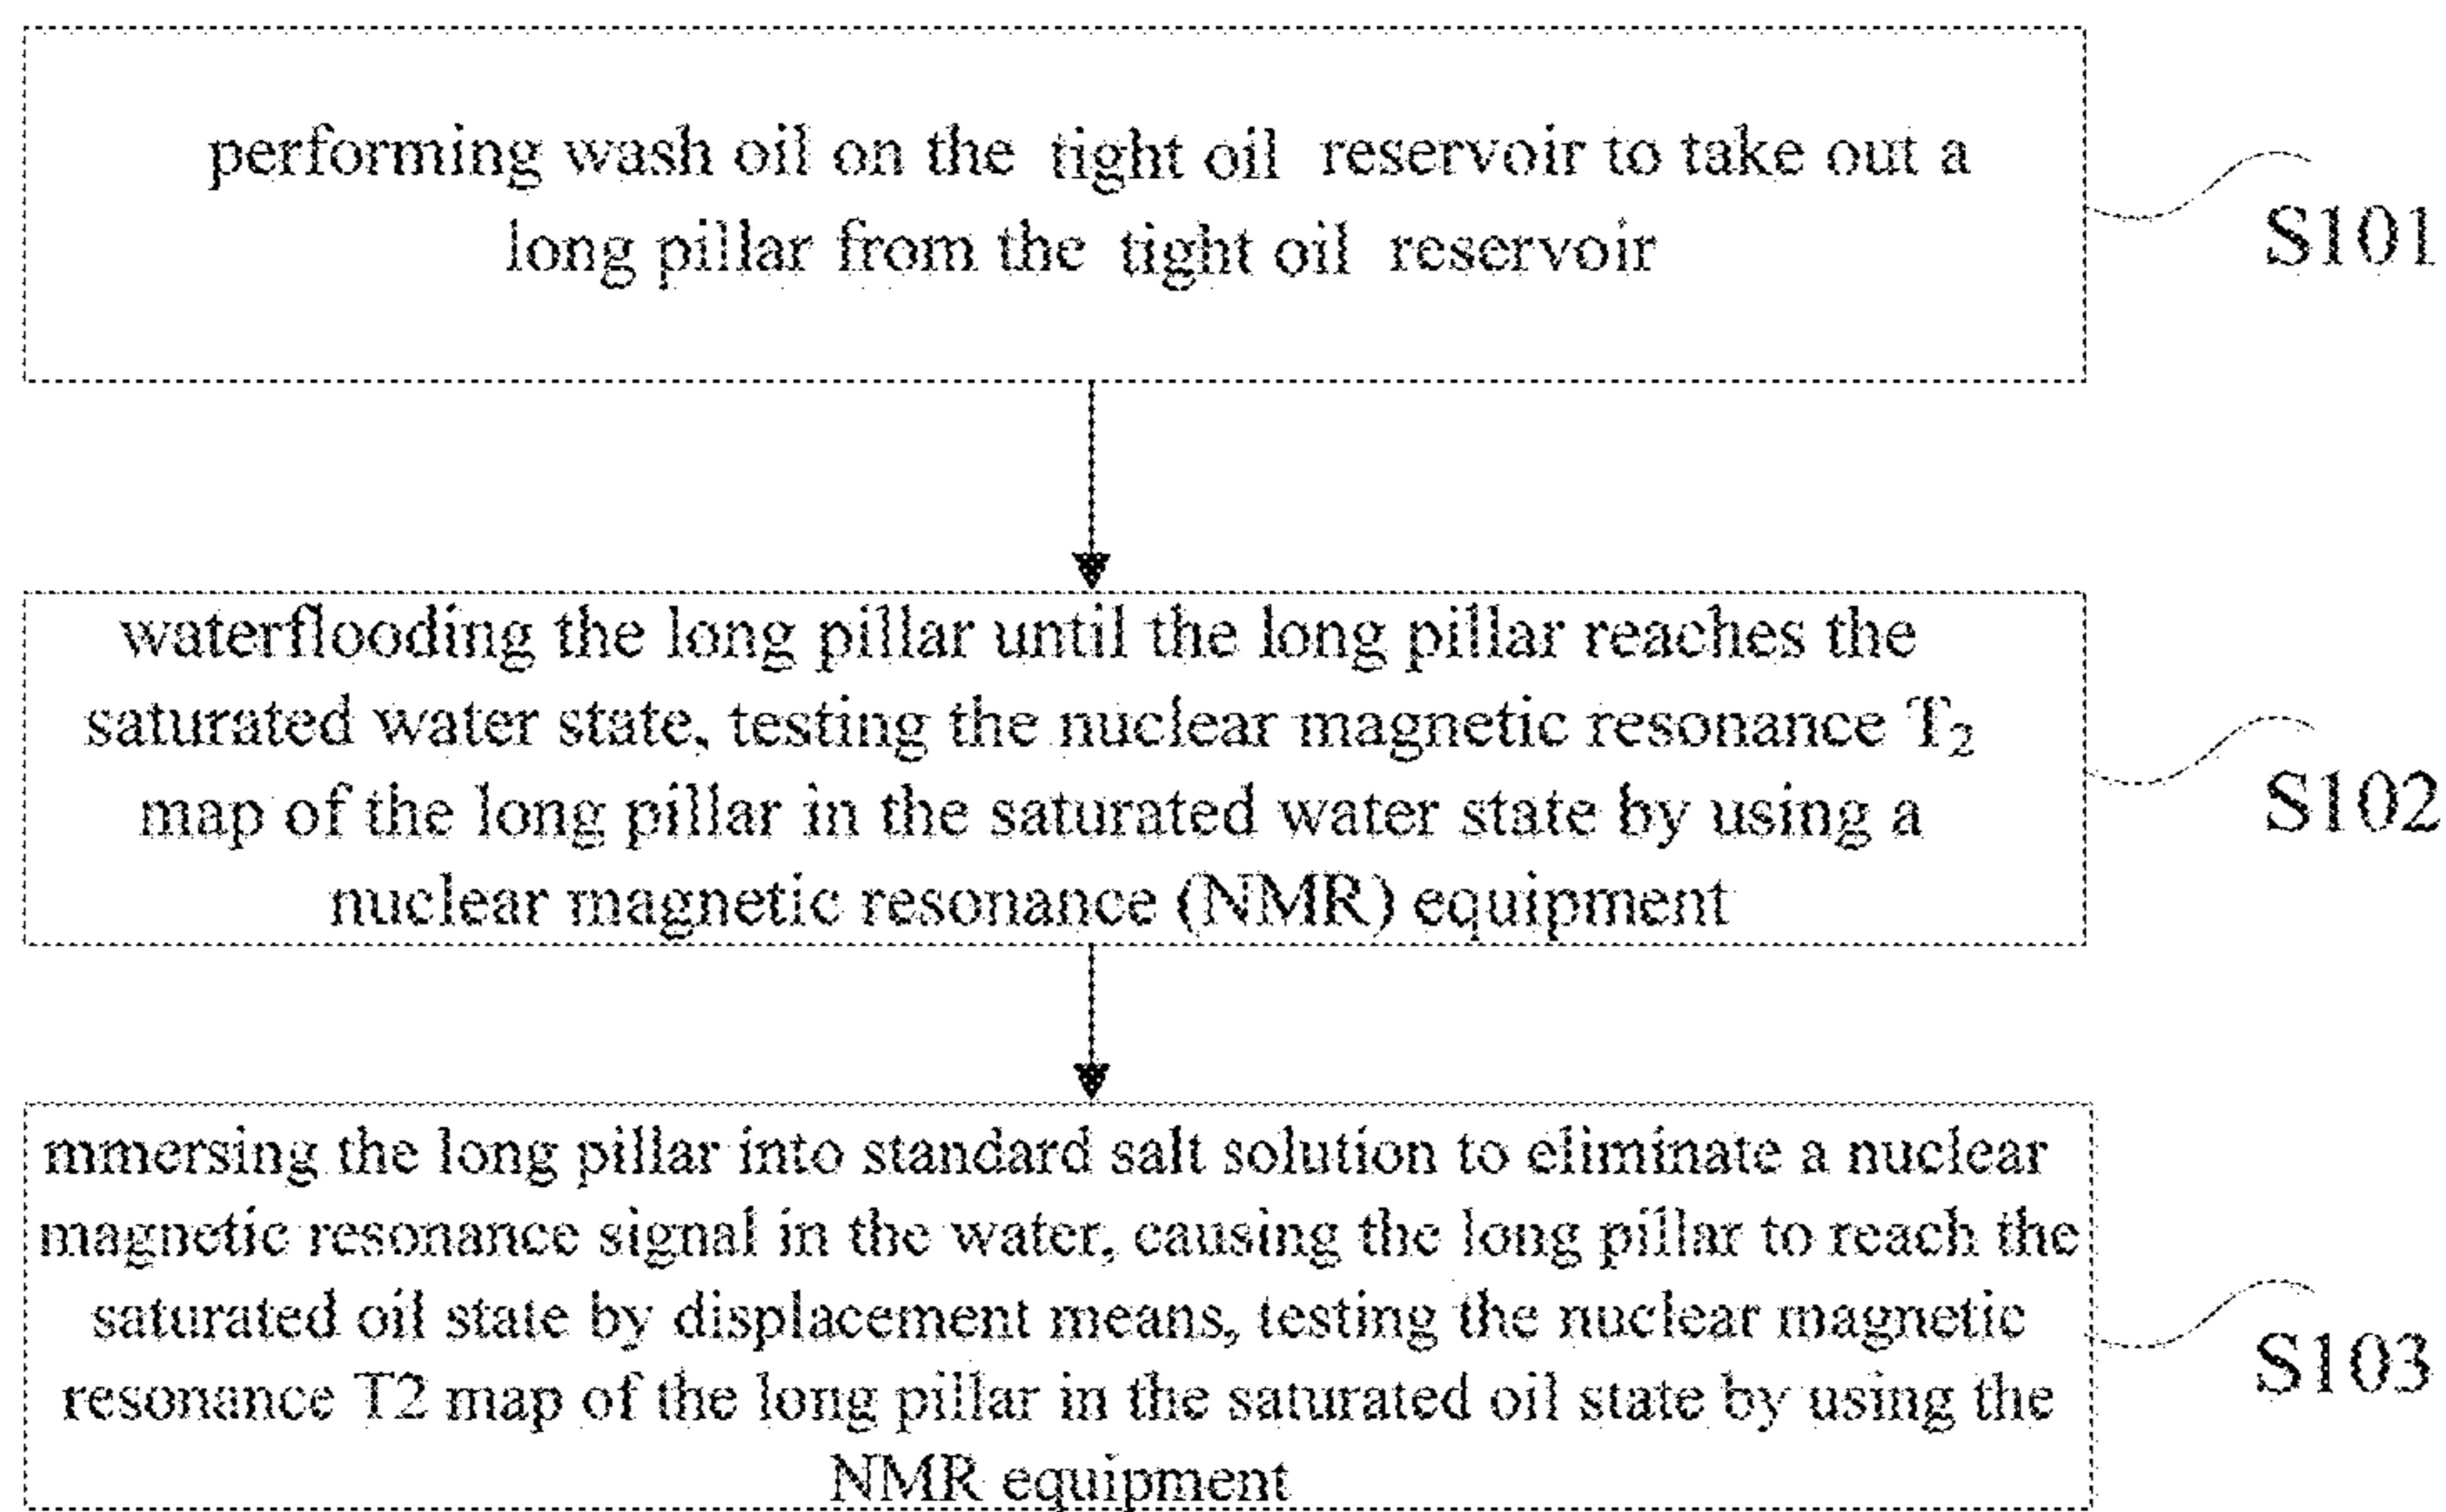 performing wash oil on the tight oil reservoir to take out a
long pillar from the tight oil reservoir
S101
waterflooding the long pillar until the long pillar reaches the
saturated water state, testing the nuclear magnetic resonance T₂
map of the long pillar in the saturated water state by using a
nuclear magnetic resonance (NMR) equipment
S102
mmersing the long pillar into standard salt solution to eliminate a nuclear
magnetic resonance signal in the water, causing the long pillar to reach the
saturated oil state by displacement means, testing the nuclear magnetic
resonance T2 map of the long pillar in the saturated oil state by using the
NMR equipment
S103